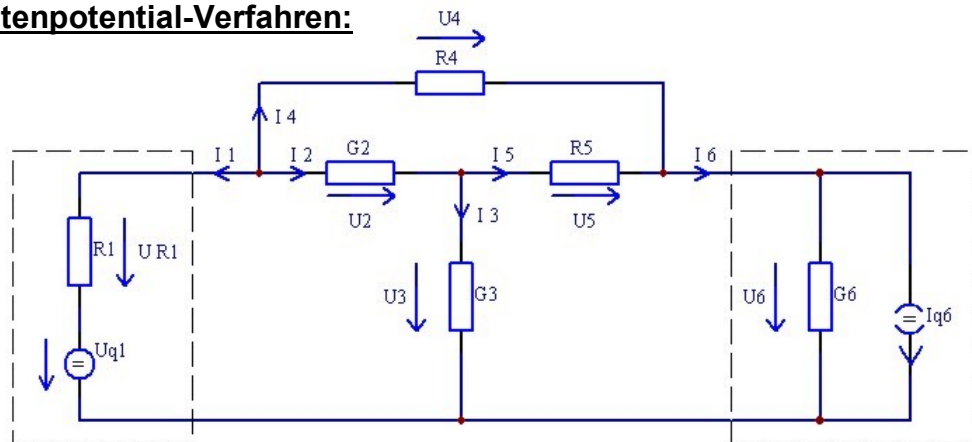 tenpotential-Verfahren:
U4
R4
I 4
I 1 I 2 G2 I 5 R5 I 6
U2 U5
I 3
R1 U R1
U3 G3 U6 G6 Iq6
= Uq1 =